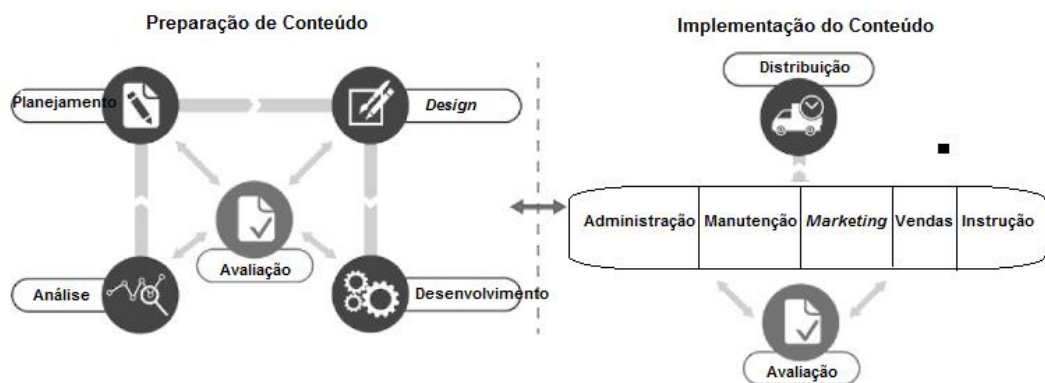 Preparação de Conteúdo
Planejamento
Design
Avaliação
Análise
Desenvolvimento
Implementação do Conteúdo
Distribuição
Administração
Manutenção
Marketing
Vendas
Instrução
Avaliação